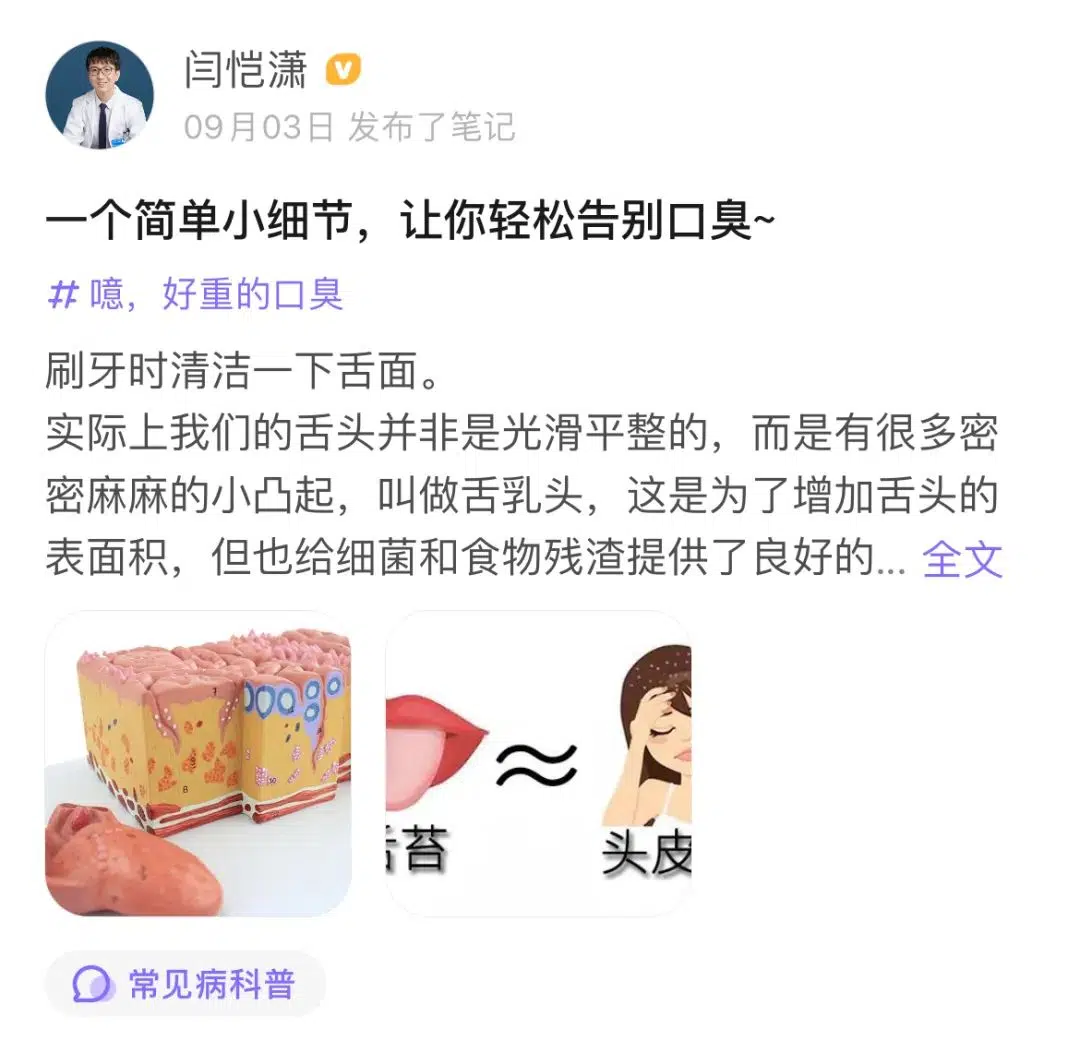 闫恺潇
09月03日 发布了笔记
一个简单小细节，让你轻松告别口臭~
# 噫，好重的口臭
刷牙时清洁一下舌面。
实际上我们的舌头并非是光滑平整的，而是有很多密
密麻麻的小凸起，叫做舌乳头，这是为了增加舌头的
表面积，但也给细菌和食物残渣提供了良好的... 全文
≈
舌苔
头皮
常见病科普